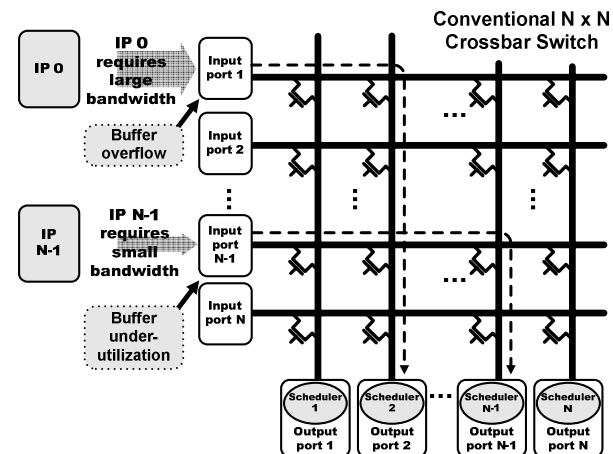 Conventional N x N
Crossbar Switch
IP 0
IP 0
requires
large
bandwidth
Input
port 1
Buffer
overflow
Input
port 2
...
...
IP
N-1
IP N-1
requires
small
bandwidth
Input
port
N-1
...
Buffer
under-
utilization
Input
port N
Scheduler
1
Output
port 1
Scheduler
2
Output
port 2
...
Scheduler
N-1
Output
port N-1
Scheduler
N
Output
port N